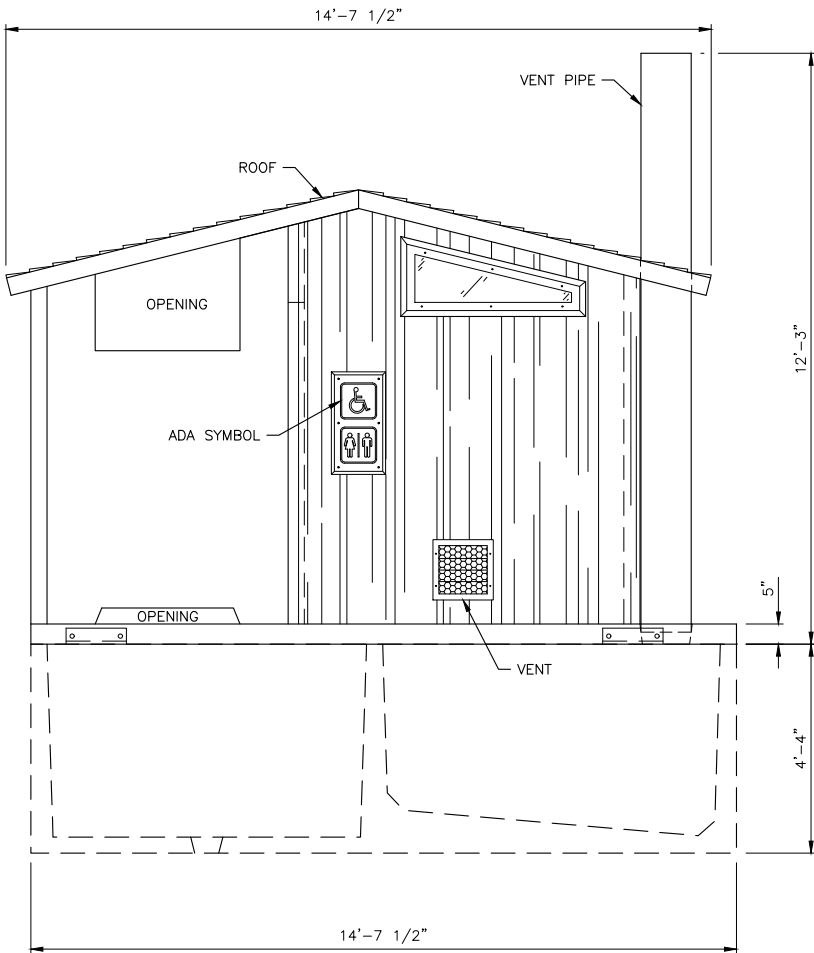 14'-7 1/2"
VENT PIPE
ROOF
OPENING
12'-3"
ADA SYMBOL
5"
OPENING
VENT
4'-4"
14'-7 1/2"